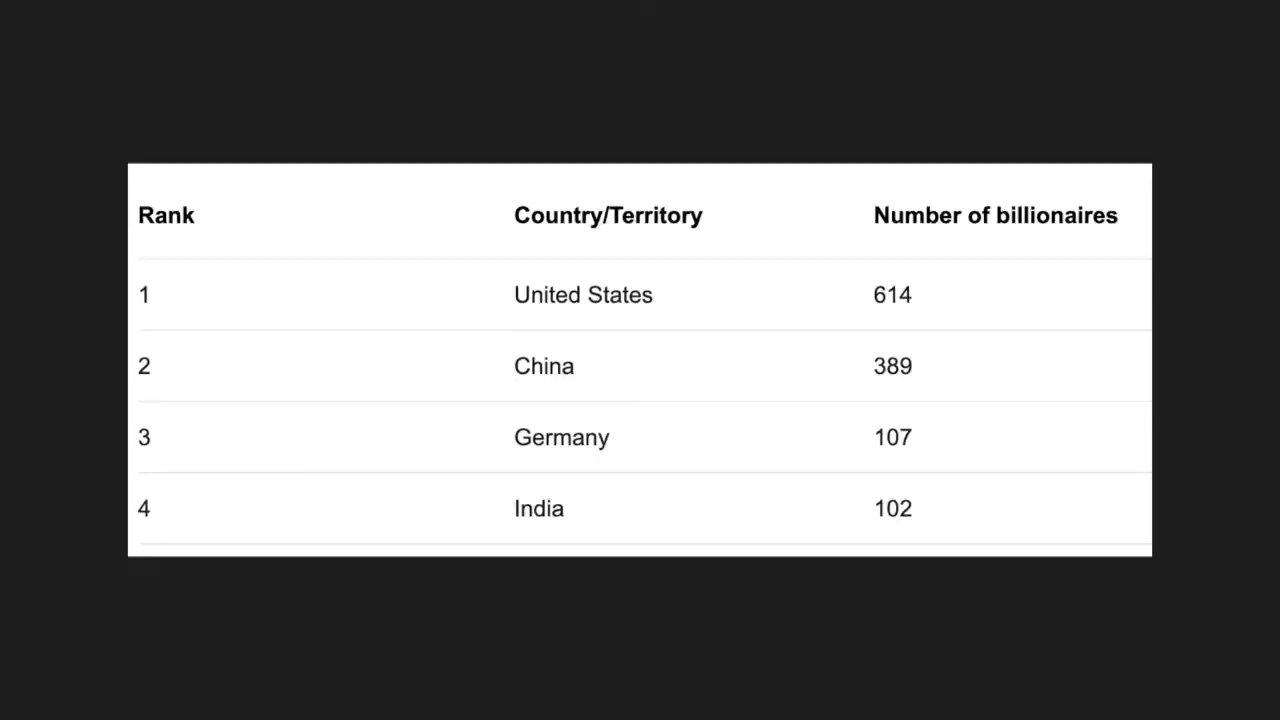 Rank Country/Territory Number of billionaires
1 United States 614
2 China 389
3 Germany 107
4 India 102